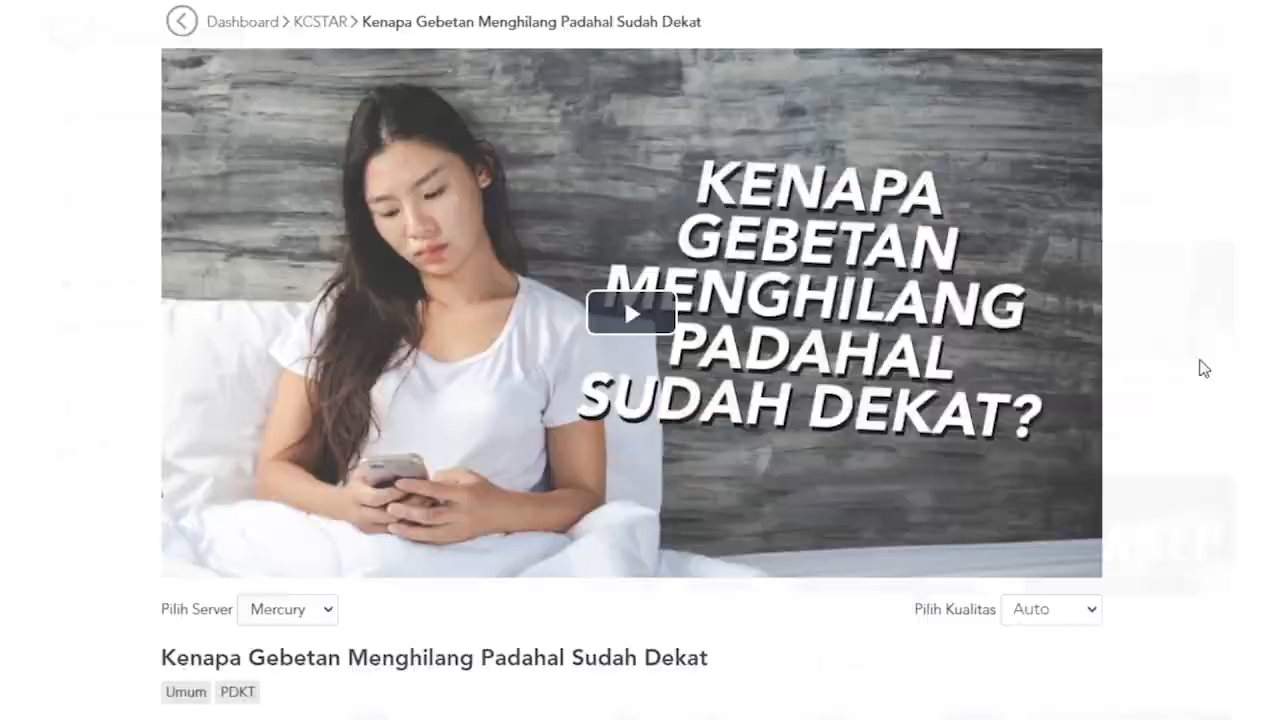 Dashboard > KCSTAR > Kenapa Gebetan Menghilang Padahal Sudah Dekat
KENAPA
GEBETAN
MENGHILANG
PADAHAL
SUDAH DEKAT?
Pilih Server Mercury
Pilih Kualitas Auto
Kenapa Gebetan Menghilang Padahal Sudah Dekat
Umum PDKT